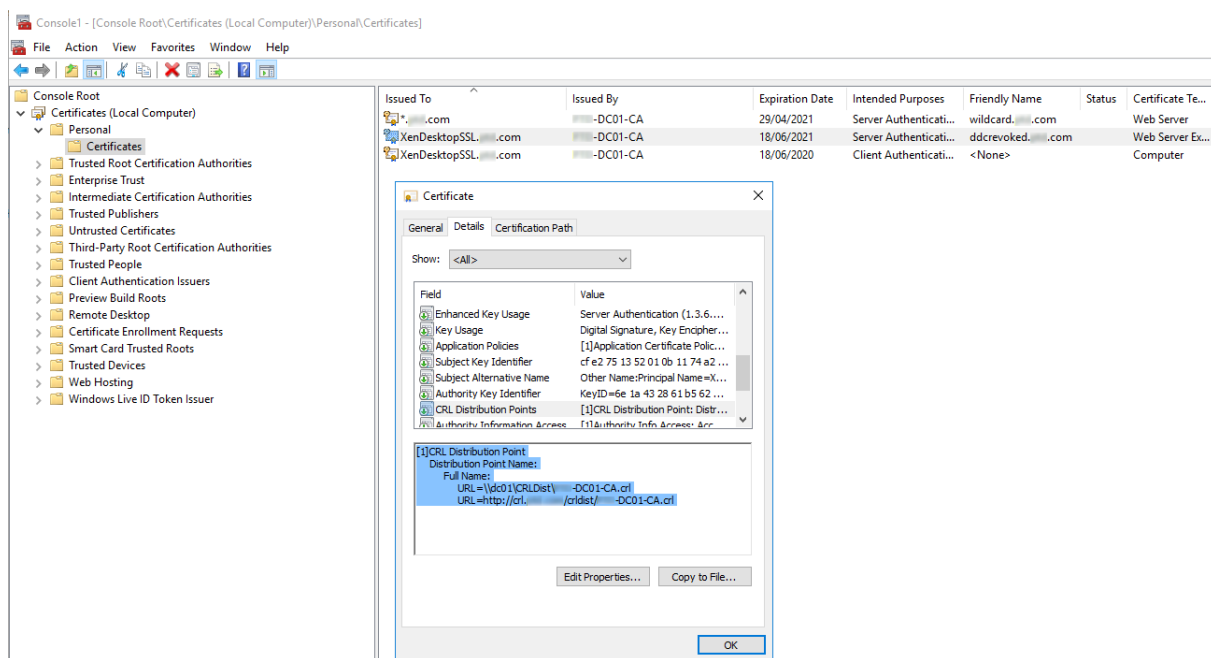 Console1 - [Console Root\Certificates (Local Computer)\Personal\Certificates]
File Action View Favorites Window Help
Console Root
Certificates (Local Computer)
Personal
Certificates
Trusted Root Certification Authorities
Enterprise Trust
Intermediate Certification Authorities
Trusted Publishers
Untrusted Certificates
Third-Party Root Certification Authorities
Trusted People
Client Authentication Issuers
Preview Build Roots
Remote Desktop
Certificate Enrollment Requests
Smart Card Trusted Roots
Trusted Devices
Web Hosting
Windows Live ID Token Issuer
Issued To Issued By Expiration Date Intended Purposes Friendly Name Status Certificate Te...
*. .com -DC01-CA 29/04/2021 Server Authenticati... wildcard. .com Web Server
XenDesktopSSL. .com -DC01-CA 18/06/2021 Server Authenticati... ddcrevoked. .com Web Server Ex...
XenDesktopSSL. .com -DC01-CA 18/06/2020 Client Authenticati... <None> Computer
Certificate
General Details Certification Path
Show: <All>
Field Value
Enhanced Key Usage Server Authentication (1.3.6....
Key Usage Digital Signature, Key Encipher...
Application Policies [1]Application Certificate Polic...
Subject Key Identifier cf e2 75 13 52 01 0b 11 74 a2 ...
Subject Alternative Name Other Name:Principal Name=X...
Authority Key Identifier KeyID=6e 1a 43 28 61 b5 62 ...
CRL Distribution Points [1]CRL Distribution Point: Distr...
Authority Information Access [1]Authority Info Access: Acc...
[1]CRL Distribution Point
Distribution Point Name:
Full Name:
URL=\\dc01\CRLDist\ -DC01-CA.crl
URL=http://crl. /crldist/ -DC01-CA.crl
Edit Properties... Copy to File...
OK